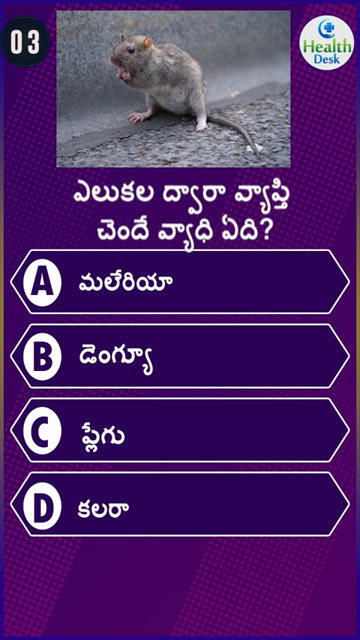 03
Health
Desk
ఎలుకల ద్వారా వ్యాప్తి
చెందే వ్యాధి ఏది?
A మలేరియా
B డెంగ్యూ
C ప్లేగు
D కలరా